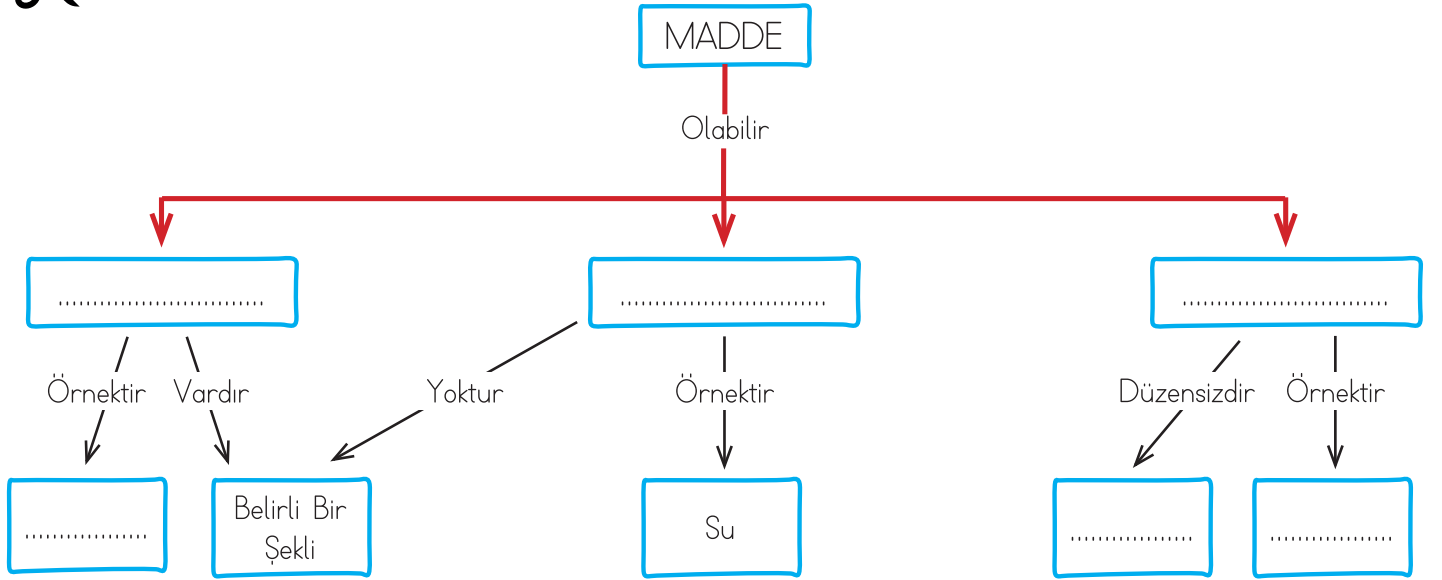 MADDE
Olabilir
..............................
..............................
..............................
Örnektir
Vardır
Yoktur
Örnektir
Düzensizdir
Örnektir
..................
Belirli Bir
Şekli
Su
..................
..................